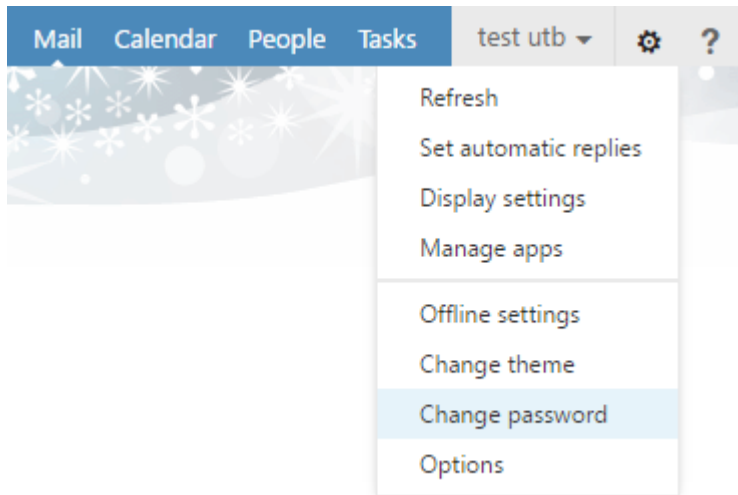 Mail Calendar People Tasks test utb ?
Refresh
Set automatic replies
Display settings
Manage apps
Offline settings
Change theme
Change password
Options